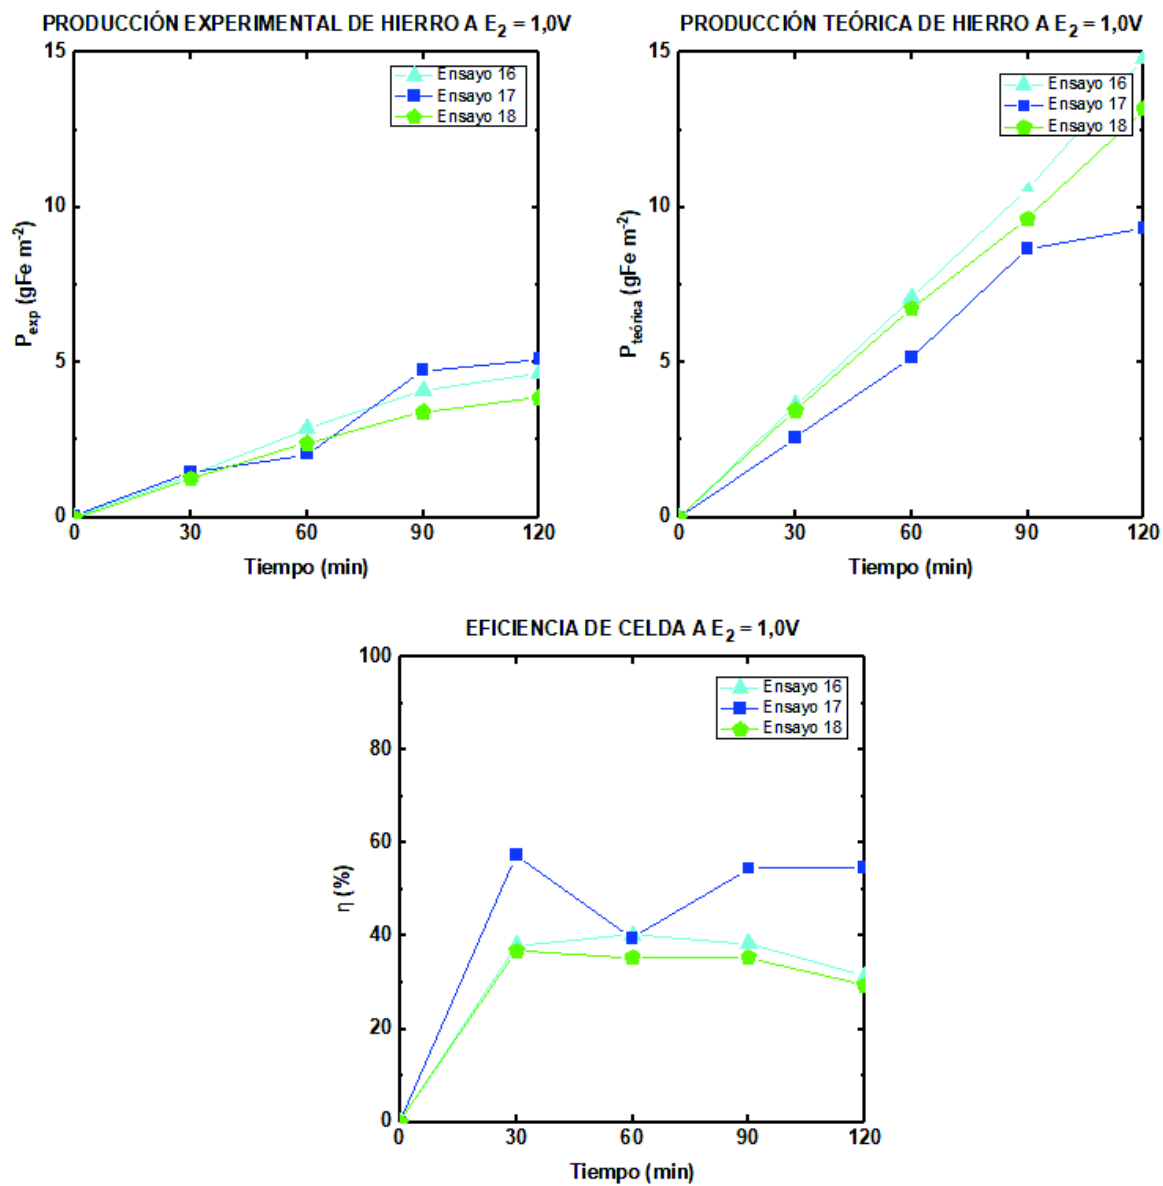 PRODUCCIÓN EXPERIMENTAL DE HIERRO A E2 = 1,0V
15
10
5
0
Ensayo 16
Ensayo 17
Ensayo 18
Pexp (gFe m-2)
0 30 60 90 120
Tiempo (min)
PRODUCCIÓN TEÓRICA DE HIERRO A E2 = 1,0V
15
10
5
0
Ensayo 16
Ensayo 17
Ensayo 18
Pteórica (gFe m-2)
0 30 60 90 120
Tiempo (min)
EFICIENCIA DE CELDA A E2 = 1,0V
100
80
60
40
20
0
Ensayo 16
Ensayo 17
Ensayo 18
η (%)
0 30 60 90 120
Tiempo (min)